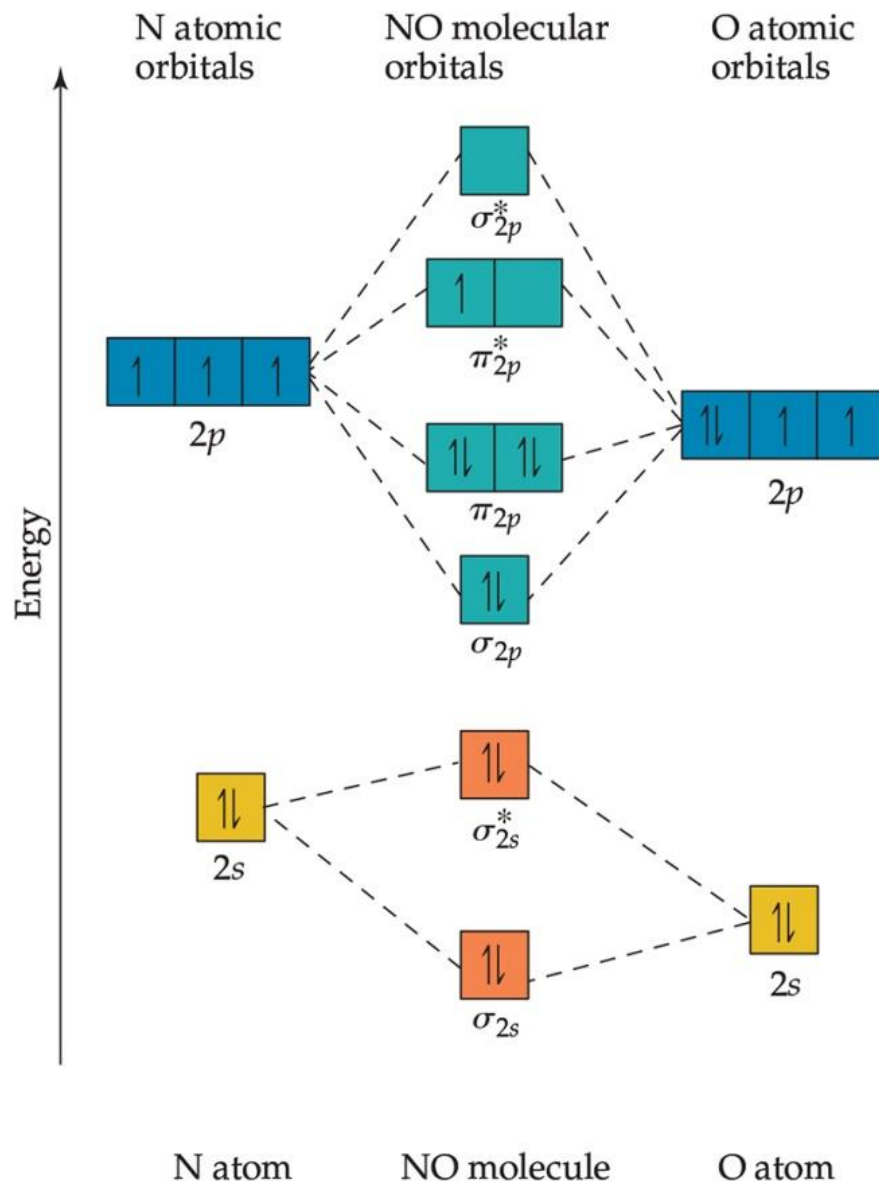 N atomic
orbitals
NO molecular
orbitals
O atomic
orbitals
σ*2p
π*2p
2p
2p
π2p
σ2p
Energy
σ*2s
2s
2s
σ2s
N atom
NO molecule
O atom